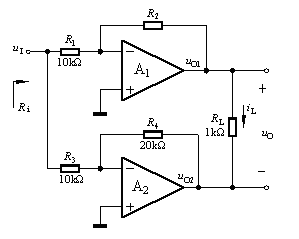 R2
uI
R1
10kΩ
−
A1
+
uO1
+
Ri
iL
RL
1kΩ
uO
R4
R3
10kΩ
20kΩ
−
A2
+
uO2
−